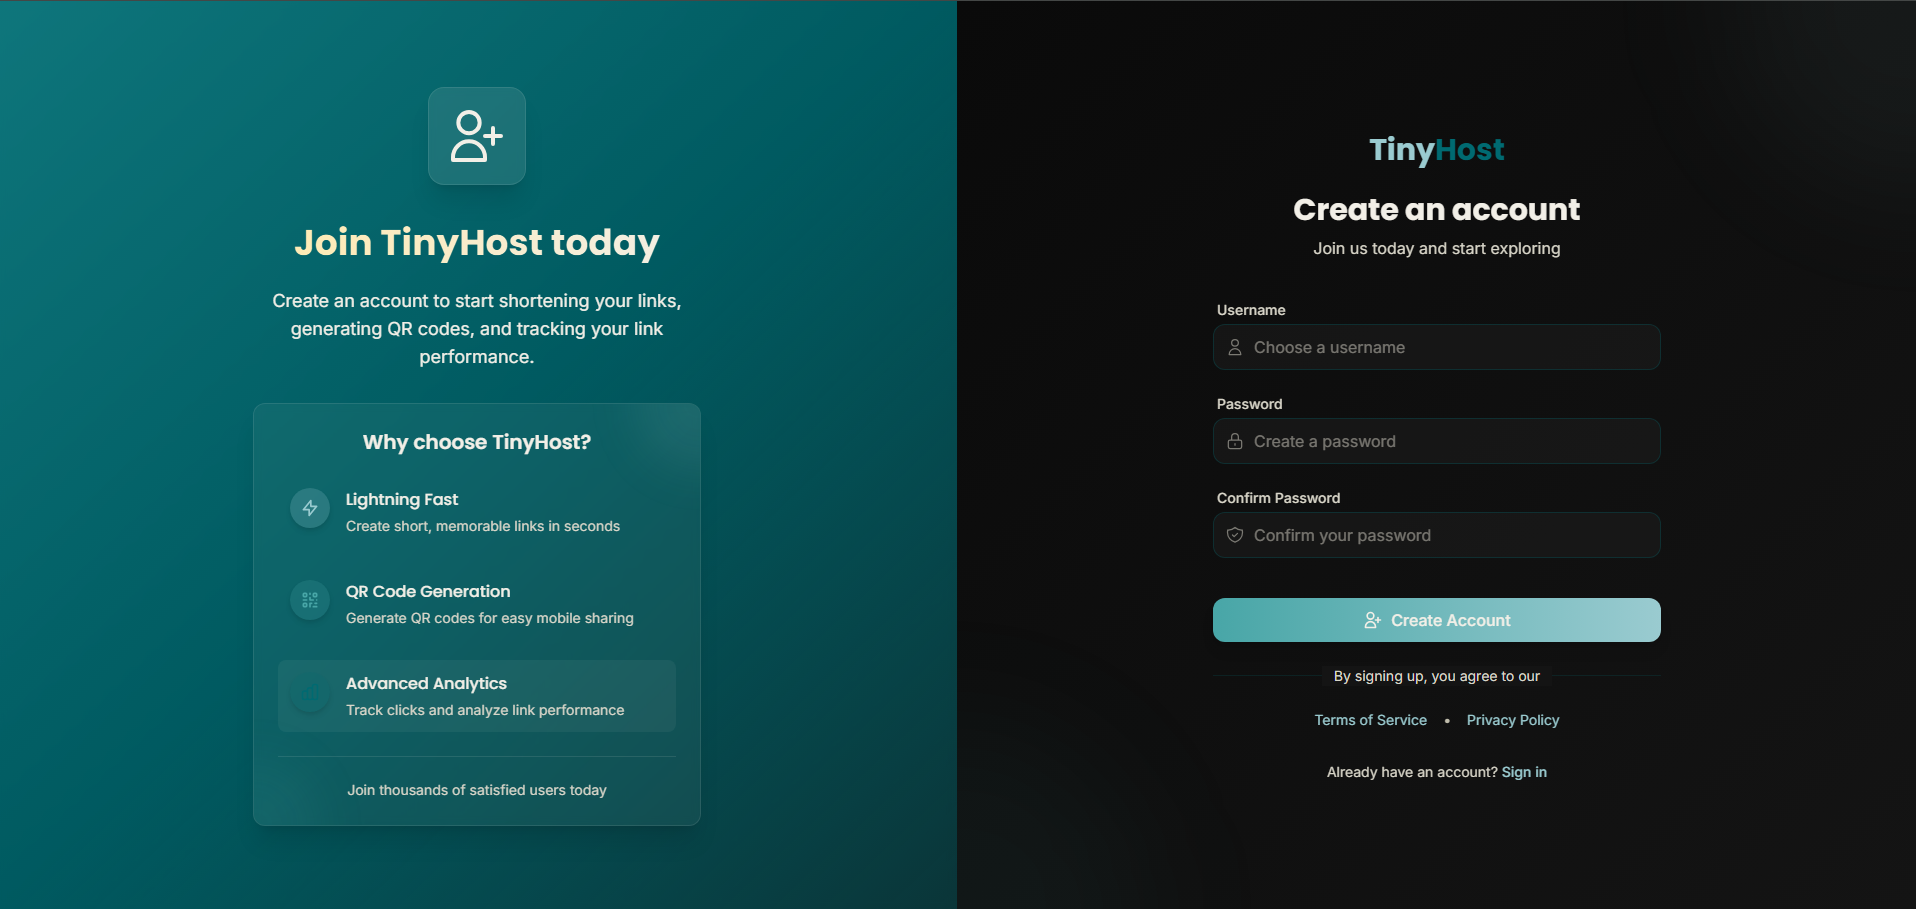 Join TinyHost today
Create an account to start shortening your links,
generating QR codes, and tracking your link
performance.
Why choose TinyHost?
Lightning Fast
Create short, memorable links in seconds
QR Code Generation
Generate QR codes for easy mobile sharing
Advanced Analytics
Track clicks and analyze link performance
Join thousands of satisfied users today
TinyHost
Create an account
Join us today and start exploring
Username
Choose a username
Password
Create a password
Confirm Password
Confirm your password
Create Account
By signing up, you agree to our
Terms of Service • Privacy Policy
Already have an account? Sign in